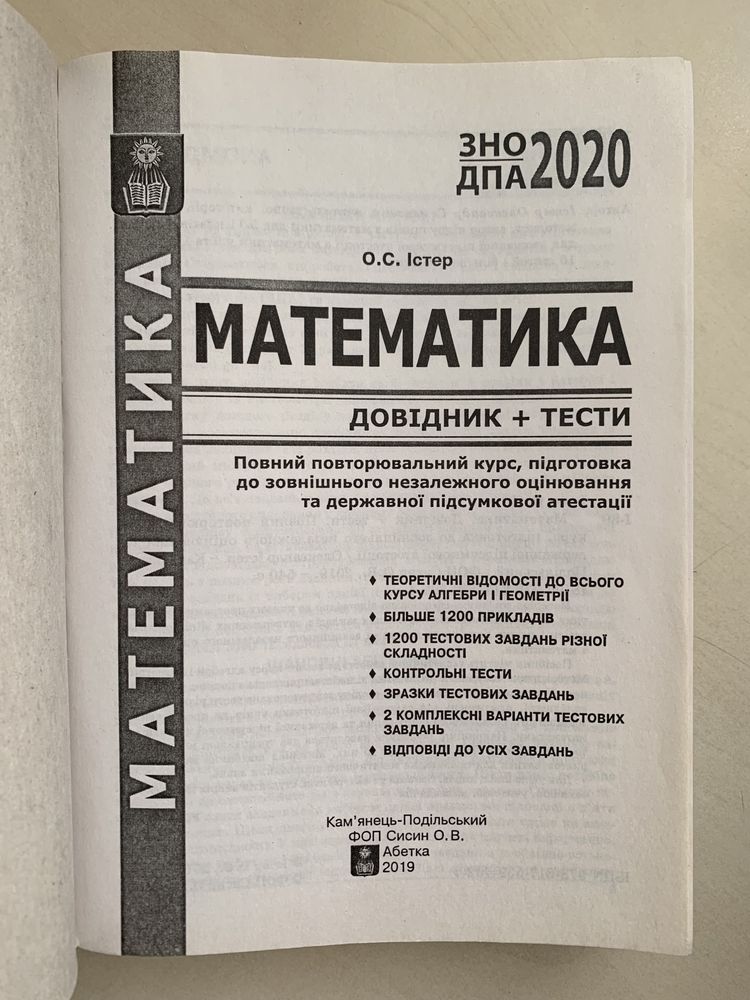 МАТЕМАТИКА
ЗНО
ДПА 2020
О.С. Істер
МАТЕМАТИКА
ДОВІДНИК + ТЕСТИ
Повний повторювальний курс, підготовка
до зовнішнього незалежного оцінювання
та державної підсумкової атестації
♦ ТЕОРЕТИЧНІ ВІДОМОСТІ ДО ВСЬОГО
КУРСУ АЛГЕБРИ І ГЕОМЕТРІЇ
♦ БІЛЬШЕ 1200 ПРИКЛАДІВ
♦ 1200 ТЕСТОВИХ ЗАВДАНЬ РІЗНОЇ
СКЛАДНОСТІ
♦ КОНТРОЛЬНІ ТЕСТИ
♦ ЗРАЗКИ ТЕСТОВИХ ЗАВДАНЬ
♦ 2 КОМПЛЕКСНІ ВАРІАНТИ ТЕСТОВИХ
ЗАВДАНЬ
♦ ВІДПОВІДІ ДО УСІХ ЗАВДАНЬ
Кам'янець-Подільський
ФОП Сисин О. В.
Абетка
2019